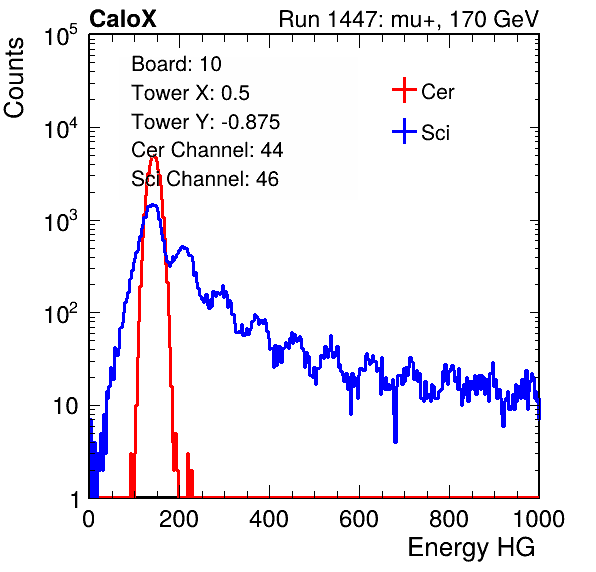 CaloX Run 1447: mu+, 170 GeV
Counts
Board: 10
Tower X: 0.5
Tower Y: -0.875
Cer Channel: 44
Sci Channel: 46
Cer
Sci
10^5
10^4
10^3
10^2
10
1
0 200 400 600 800 1000
Energy HG